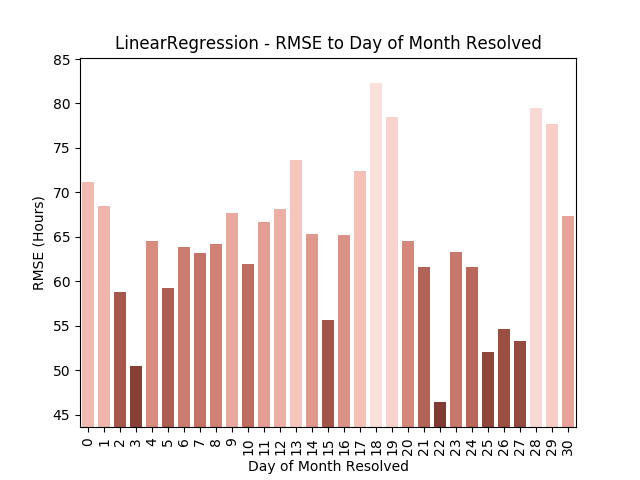 LinearRegression - RMSE to Day of Month Resolved
85
80
75
70
65
60
55
50
45
RMSE (Hours)
0 1 2 3 4 5 6 7 8 9 10 11 12 13 14 15 16 17 18 19 20 21 22 23 24 25 26 27 28 29 30
Day of Month Resolved